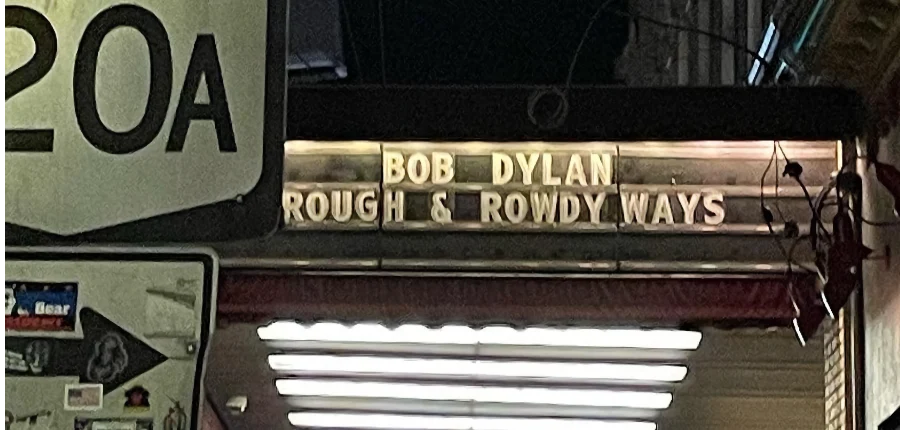 20A
BOB DYLAN
ROUGH & ROWDY WAYS
Bear